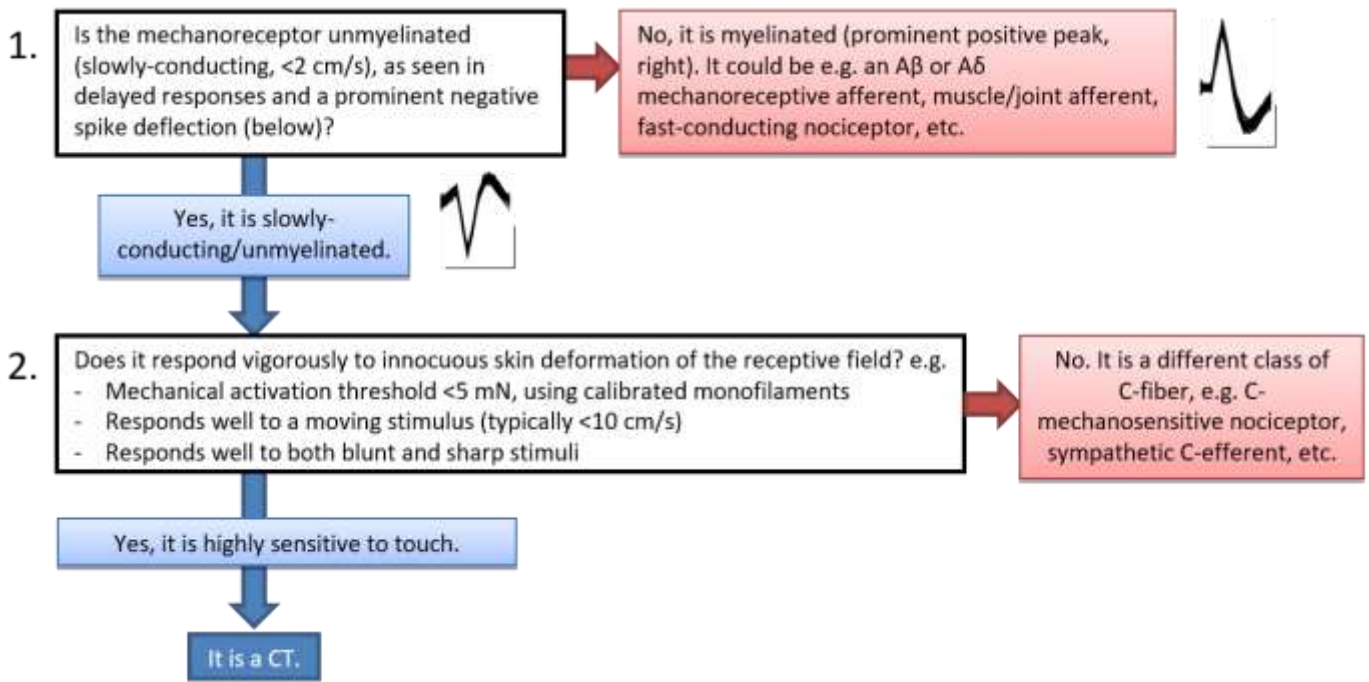 1.
Is the mechanoreceptor unmyelinated
(slowly-conducting, <2 cm/s), as seen in
delayed responses and a prominent negative
spike deflection (below)?
No, it is myelinated (prominent positive peak,
right). It could be e.g. an Aβ or Aδ
mechanoreceptive afferent, muscle/joint afferent,
fast-conducting nociceptor, etc.
Yes, it is slowly-
conducting/unmyelinated.
2.
Does it respond vigorously to innocuous skin deformation of the receptive field? e.g.
- Mechanical activation threshold <5 mN, using calibrated monofilaments
- Responds well to a moving stimulus (typically <10 cm/s)
- Responds well to both blunt and sharp stimuli
No. It is a different class of
C-fiber, e.g. C-
mechanosensitive nociceptor,
sympathetic C-efferent, etc.
Yes, it is highly sensitive to touch.
It is a CT.